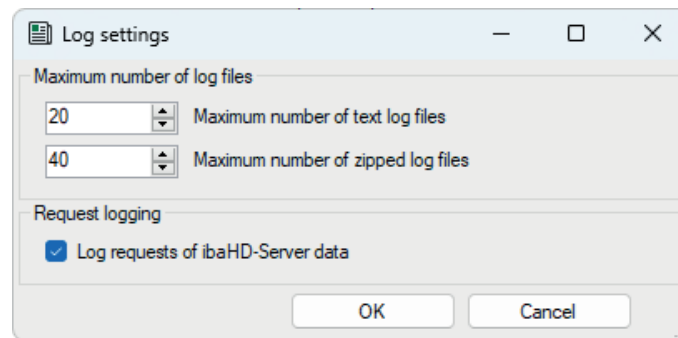 Log settings
Maximum number of log files
20 Maximum number of text log files
40 Maximum number of zipped log files
Request logging
Log requests of ibaHD-Server data
OK Cancel